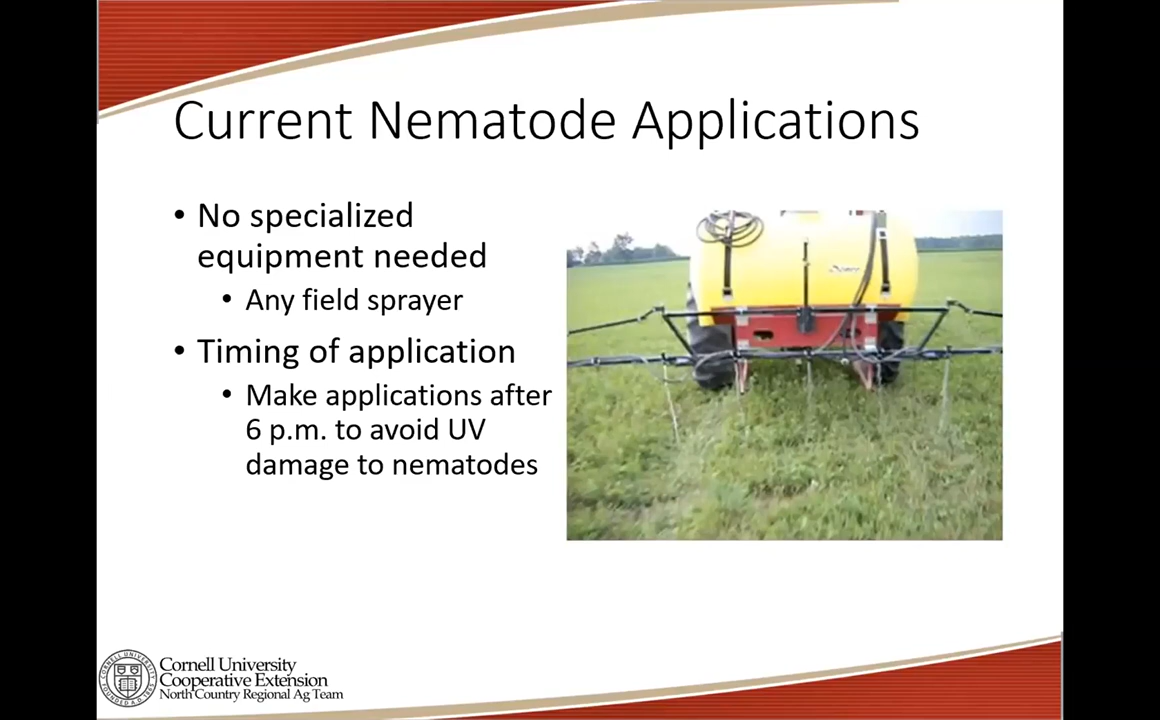 Current Nematode Applications
• No specialized
equipment needed
• Any field sprayer
• Timing of application
• Make applications after
6 p.m. to avoid UV
damage to nematodes
Cornell University
Cooperative Extension
North Country Regional Ag Team